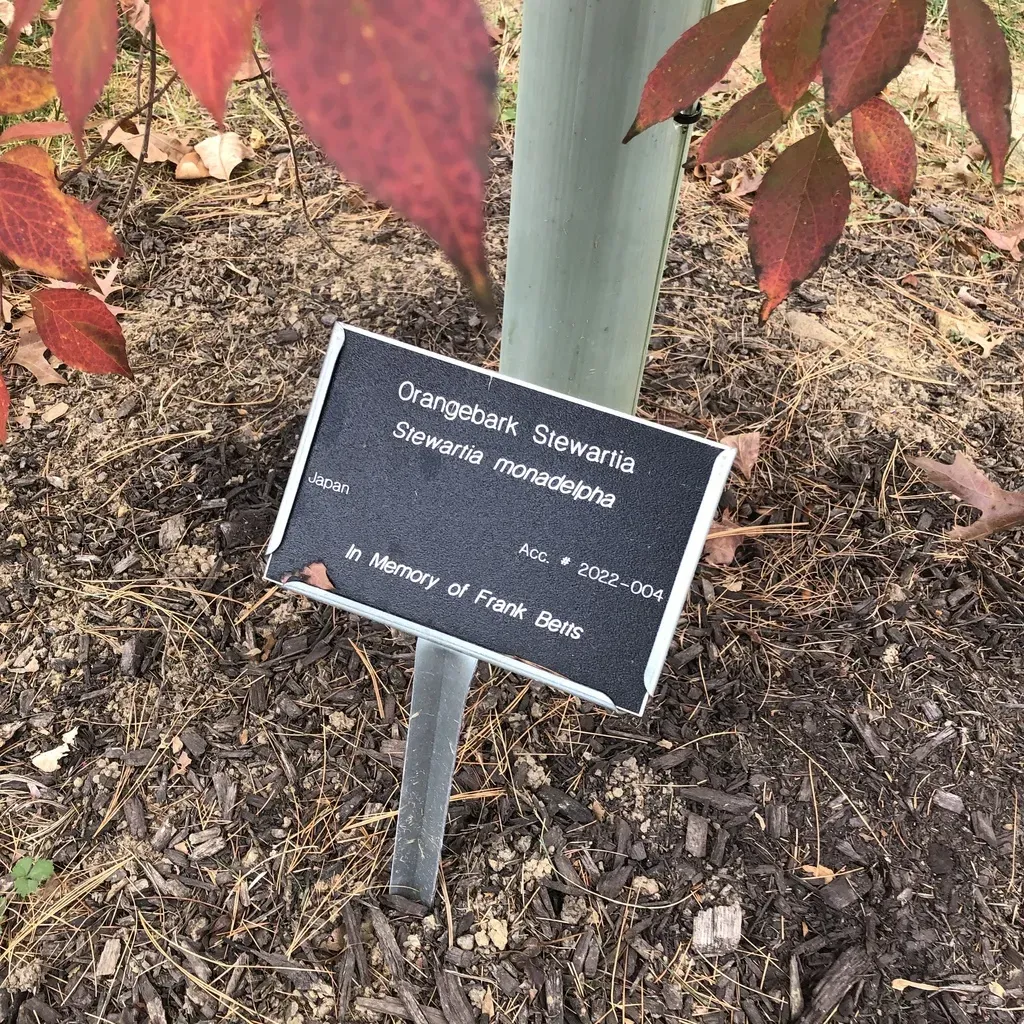 Orangebark Stewartia
Stewartia monadelpha
Japan
Acc. # 2022-004
In Memory of Frank Betts